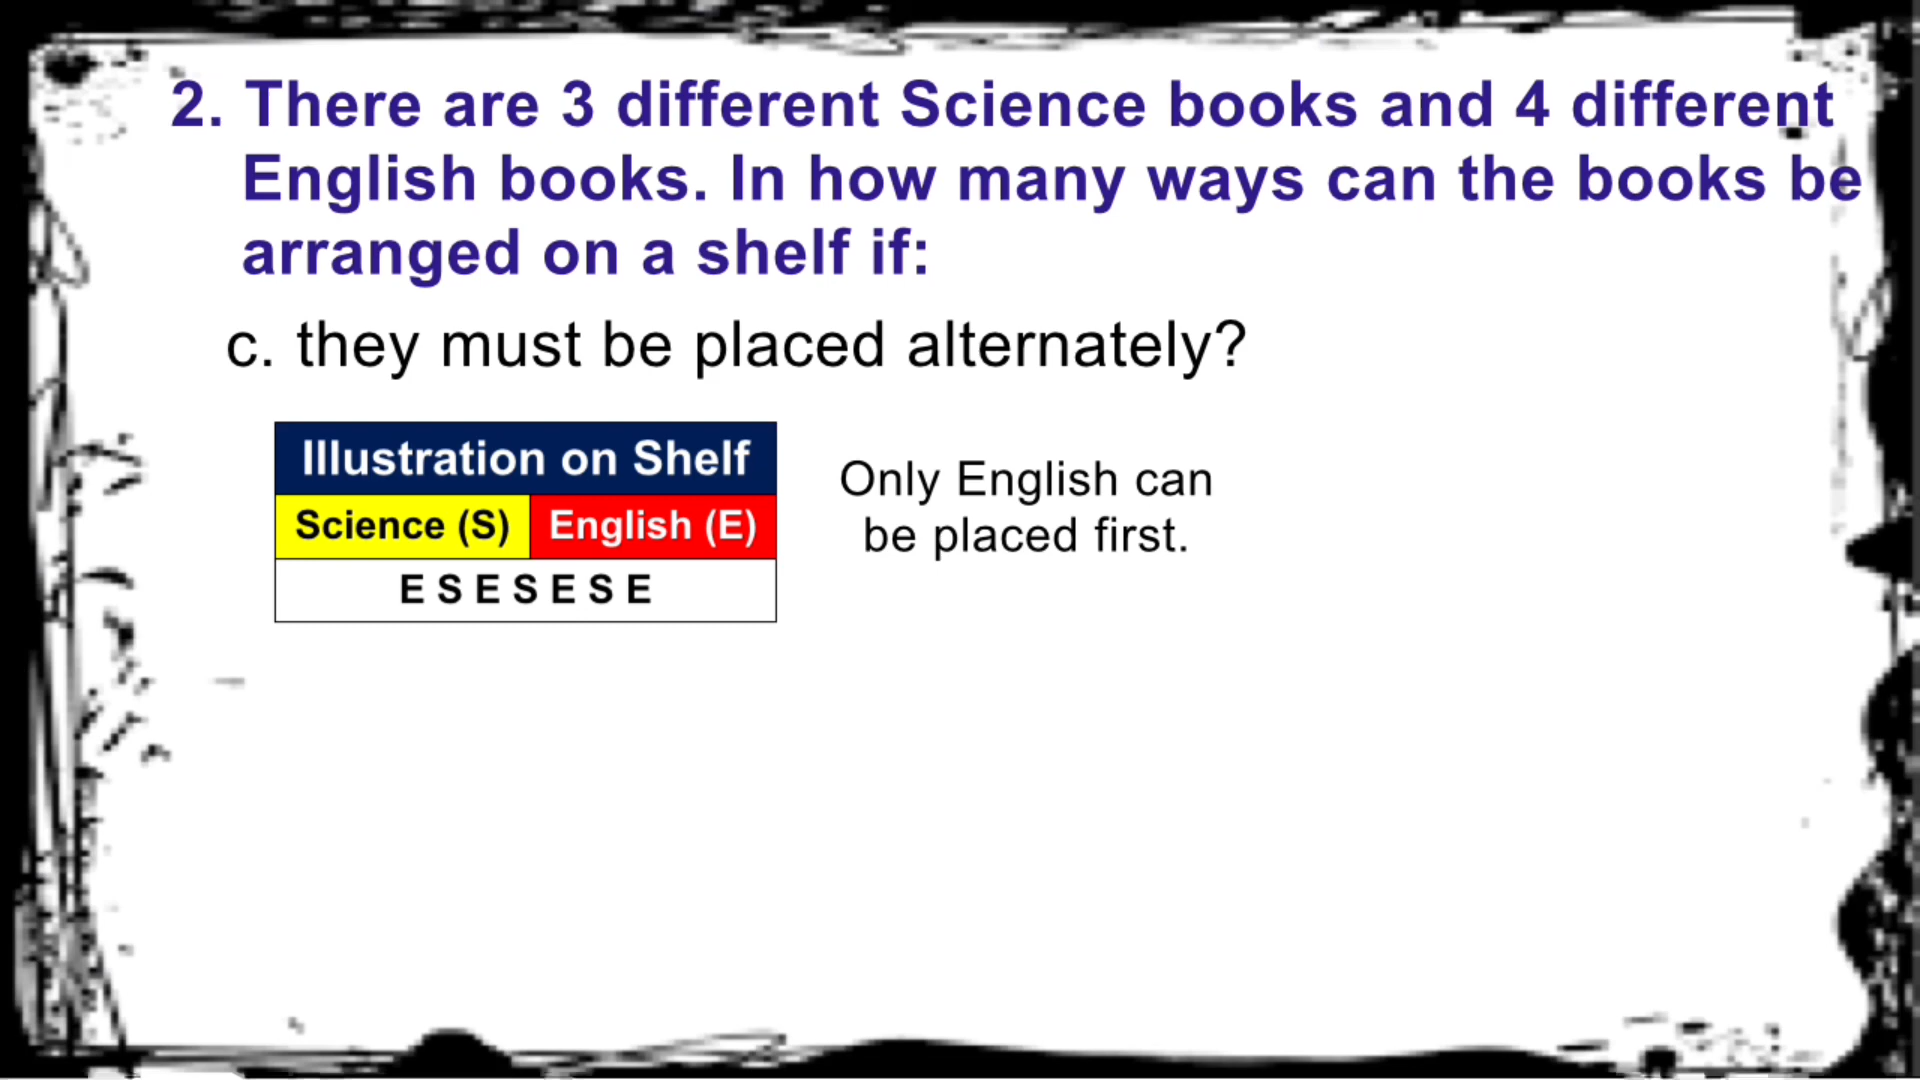 2. There are 3 different Science books and 4 different
English books. In how many ways can the books be
arranged on a shelf if:
c. they must be placed alternately?
Illustration on Shelf
Science (S) English (E)
E S E S E S E
Only English can
be placed first.